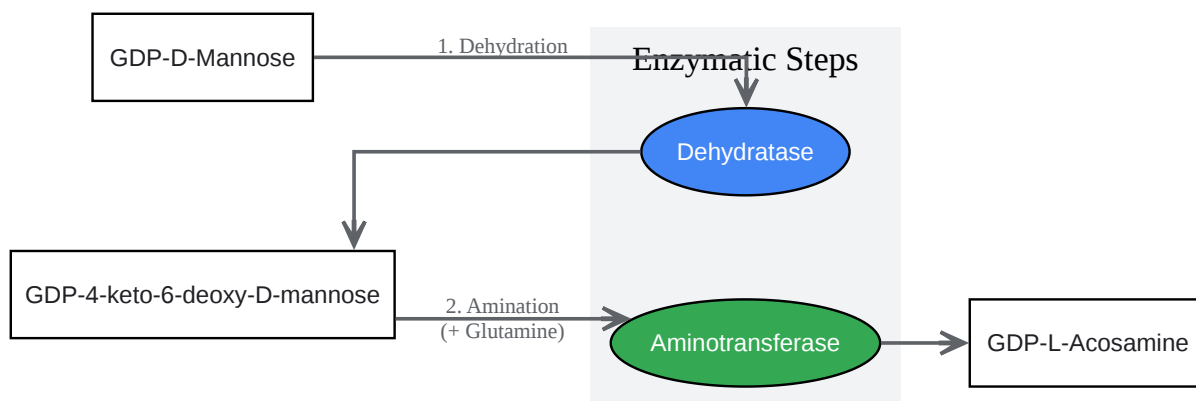 GDP-D-Mannose
1. Dehydration
Enzymatic Steps
Dehydratase
GDP-4-keto-6-deoxy-D-mannose
2. Amination
(+ Glutamine)
Aminotransferase
GDP-L-Acosamine